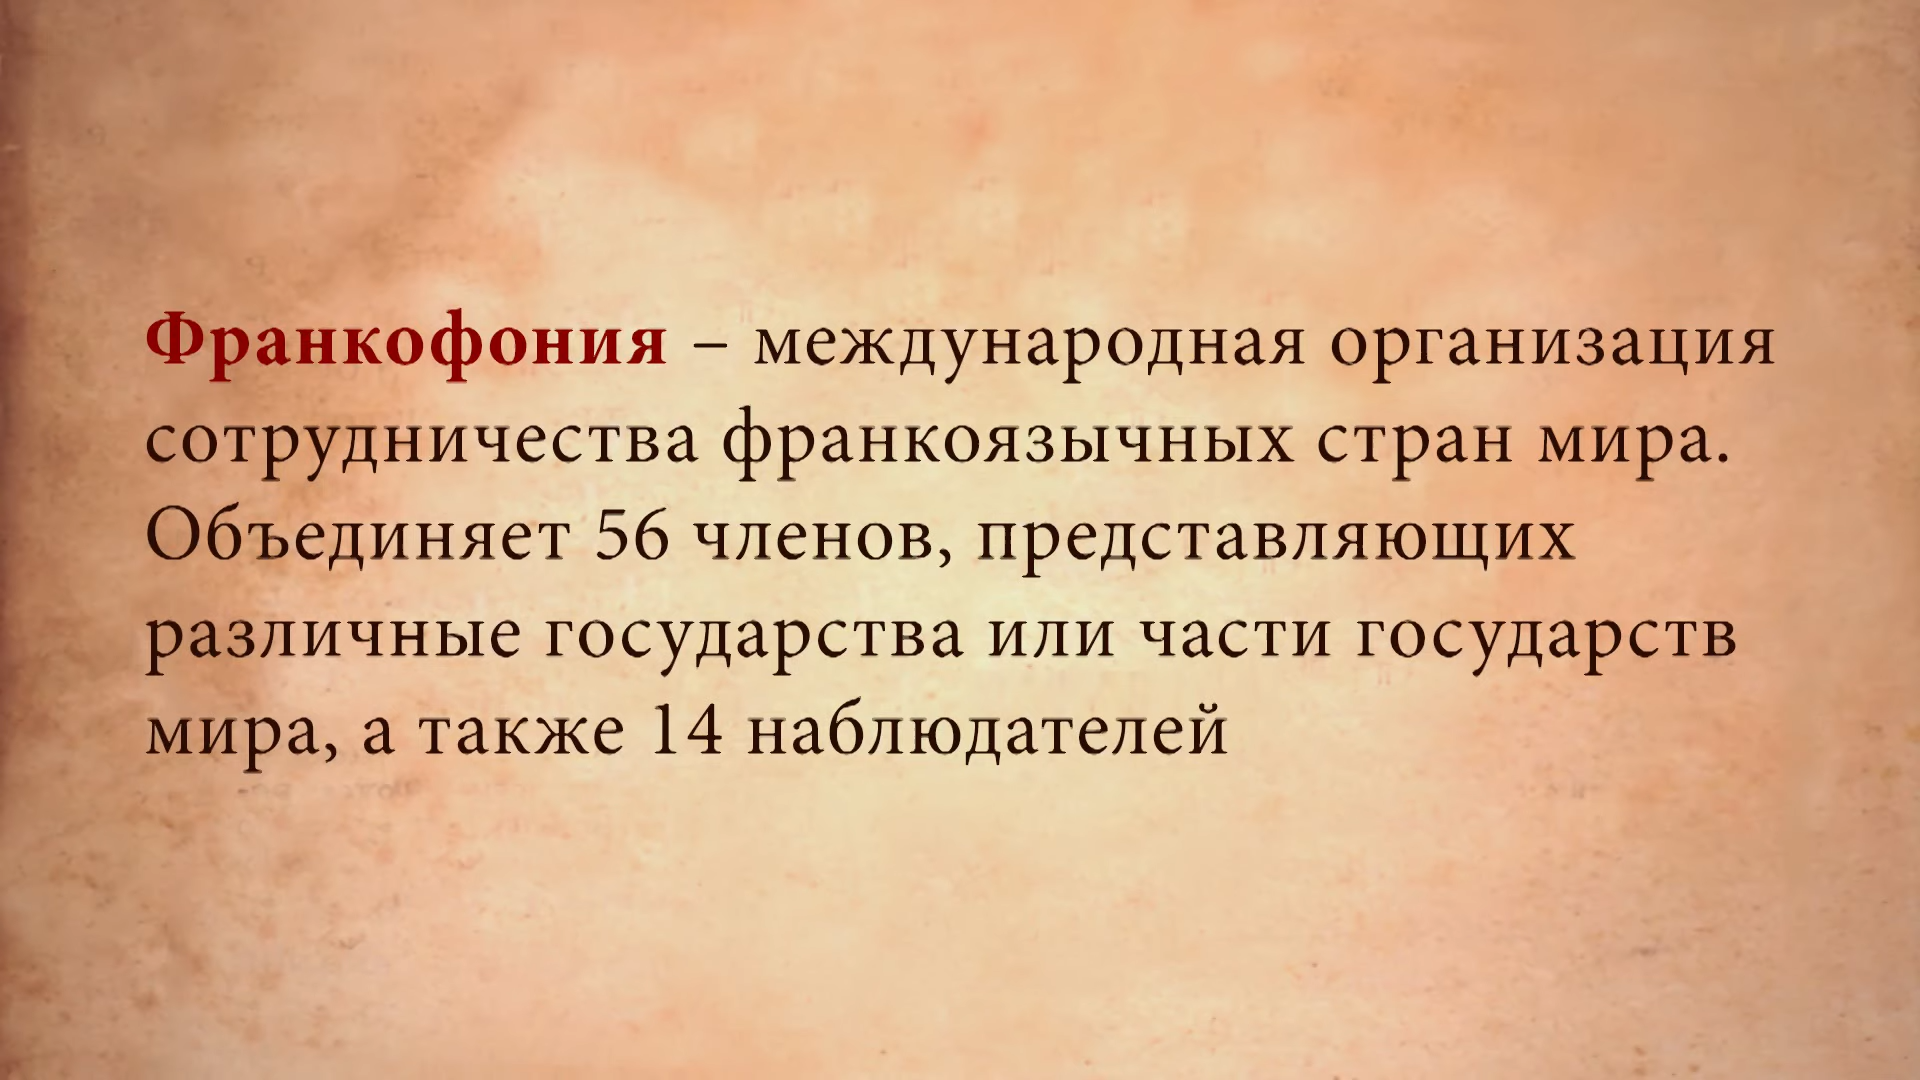 Франкофония – международная организация
сотрудничества франкоязычных стран мира.
Объединяет 56 членов, представляющих
различные государства или части государств
мира, а также 14 наблюдателей